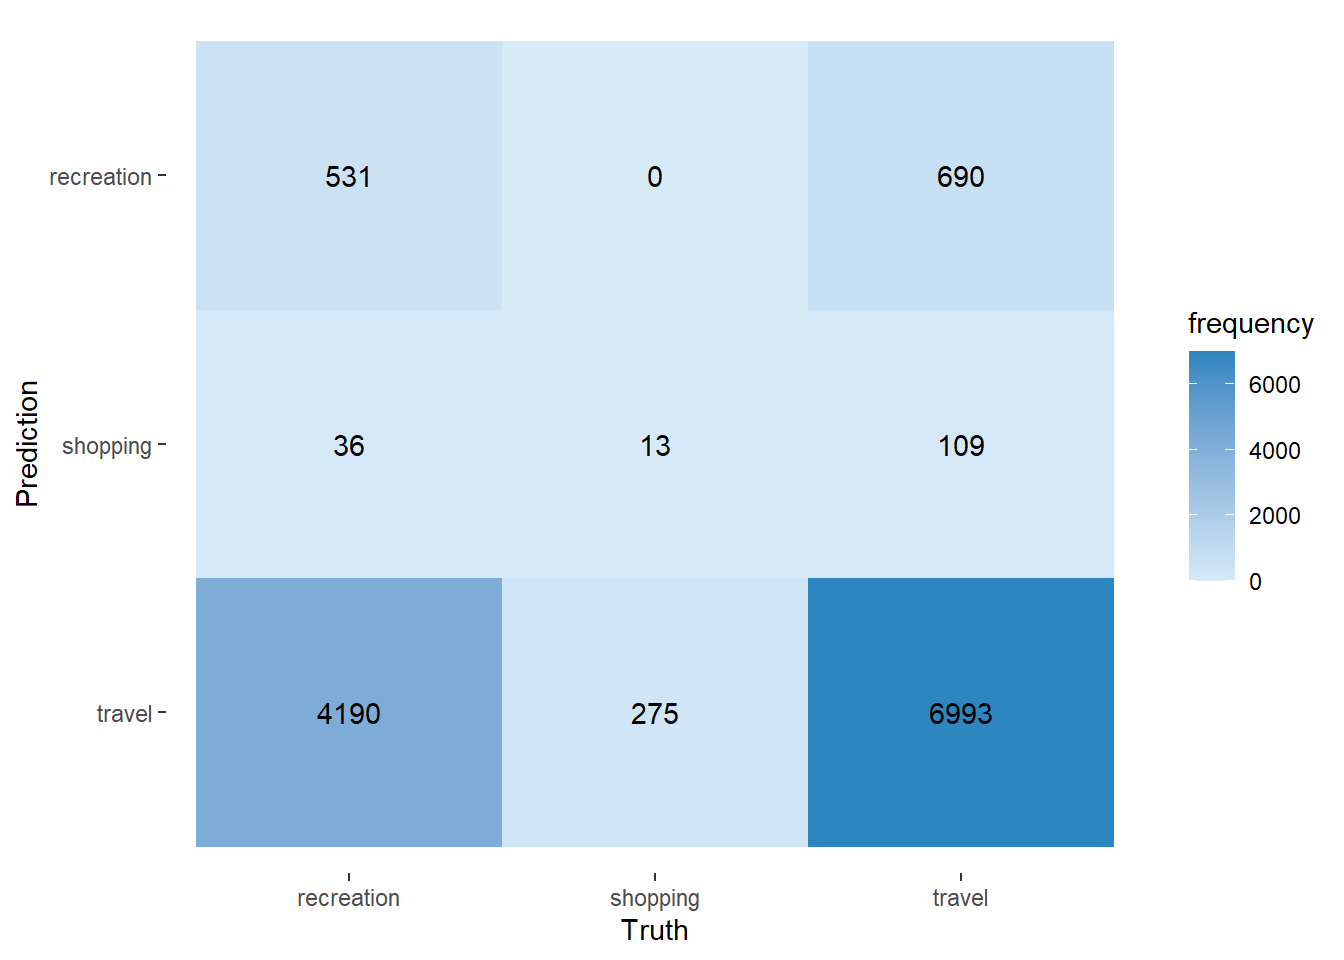 recreation
531
0
690
shopping
36
13
109
travel
4190
275
6993
recreation
shopping
travel
Truth
Prediction
frequency
6000
4000
2000
0